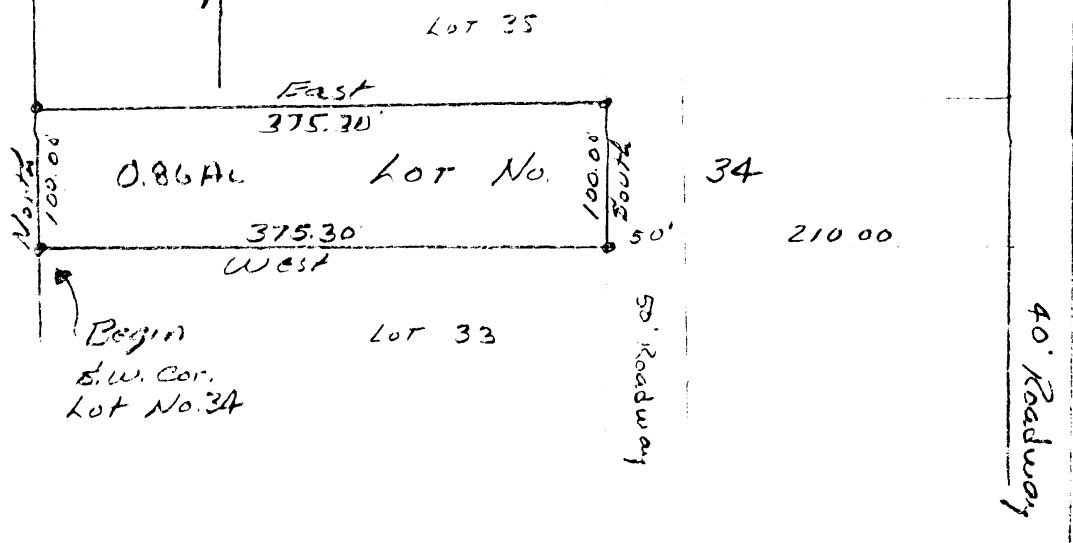 Lot 35
East
375.30'
North
100.00'
0.86 Ac
Lot No.
100.00'
South
34
375.30'
50'
210.00
West
Begin
S.W. Cor.
Lot No. 34
Lot 33
50' Roadway
40' Roadway